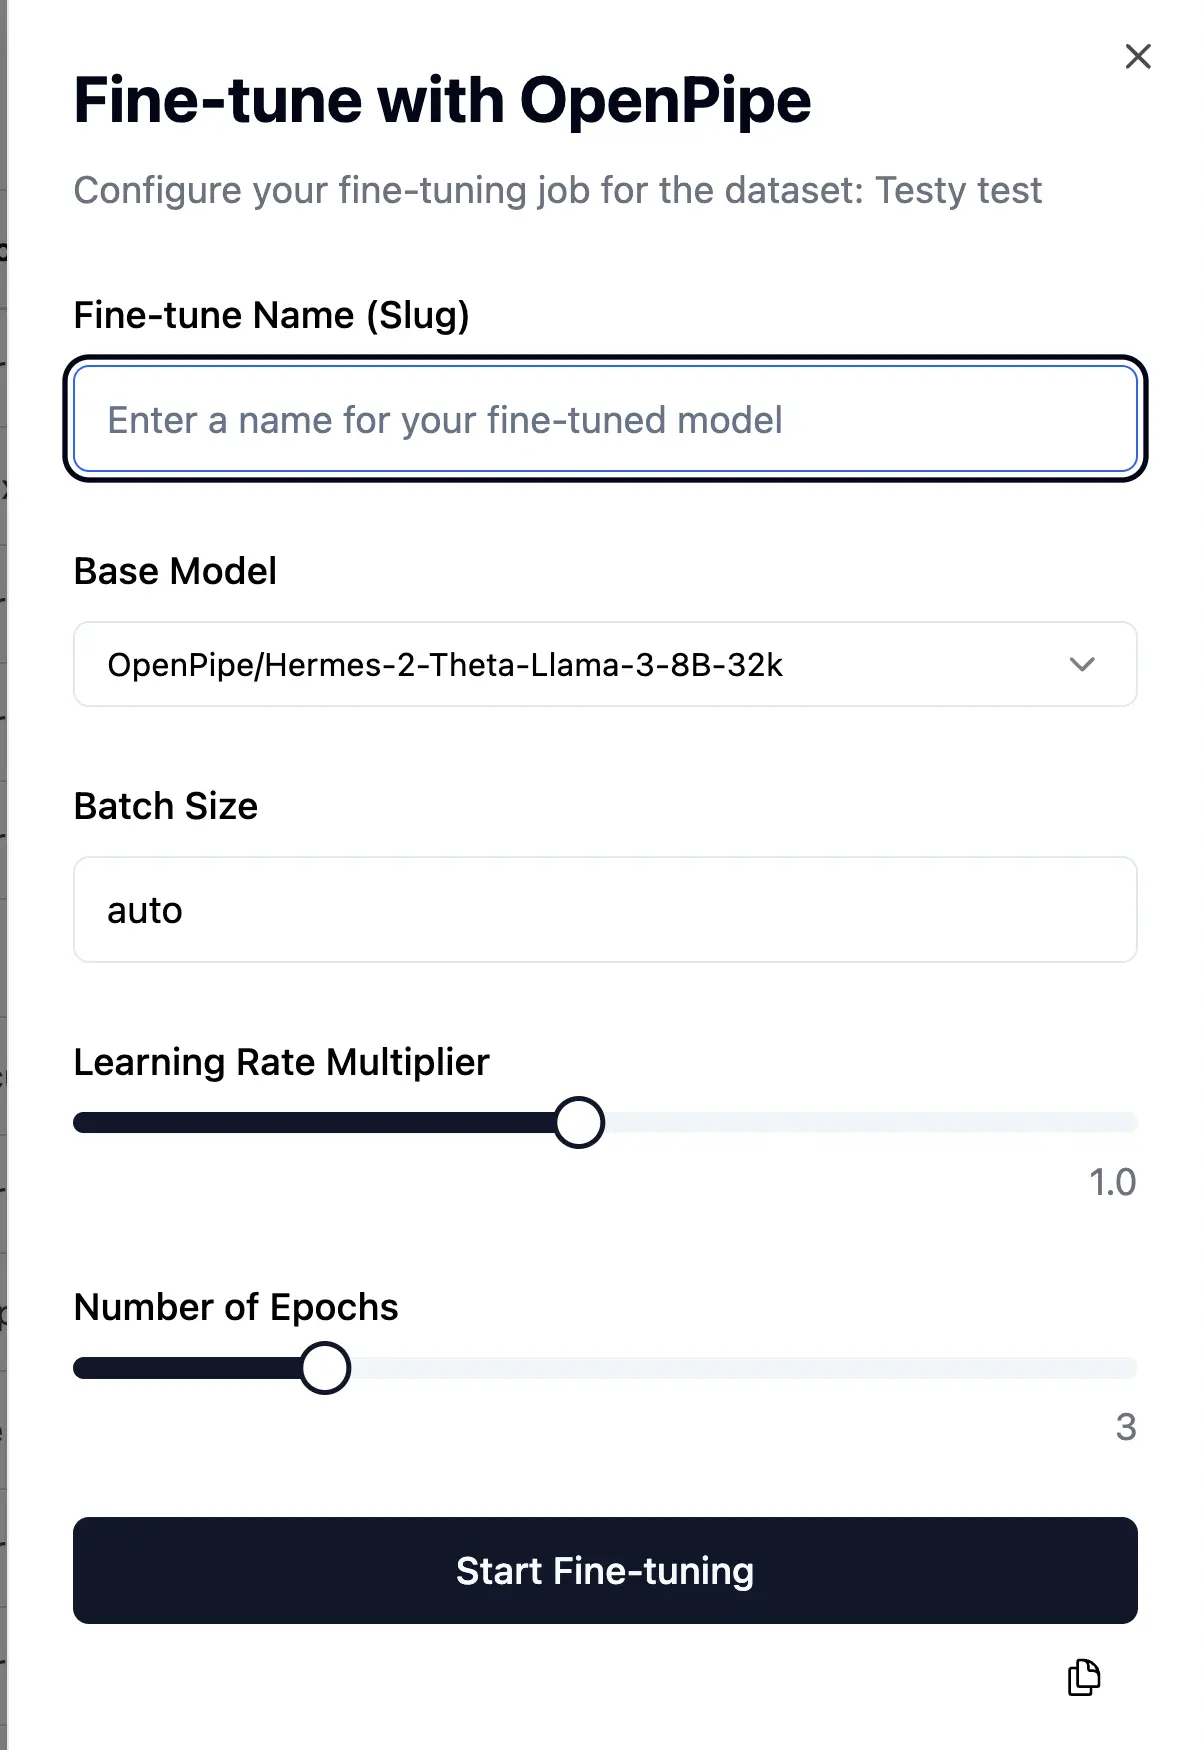 Fine-tune with OpenPipe
Configure your fine-tuning job for the dataset: Testy test
Fine-tune Name (Slug)
Enter a name for your fine-tuned model
Base Model
OpenPipe/Hermes-2-Theta-Llama-3-8B-32k
Batch Size
auto
Learning Rate Multiplier
1.0
Number of Epochs
3
Start Fine-tuning